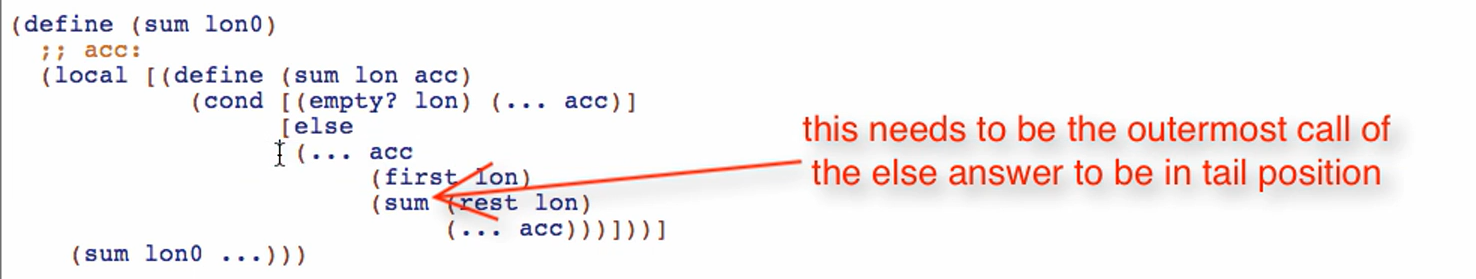 (define (sum lon0)
;; acc:
(local [(define (sum lon acc)
(cond [(empty? lon) (... acc)]
[else
(... acc
(first lon)
(sum (rest lon)
(... acc)))]))]
(sum lon0 ...)))
this needs to be the outermost call of
the else answer to be in tail position